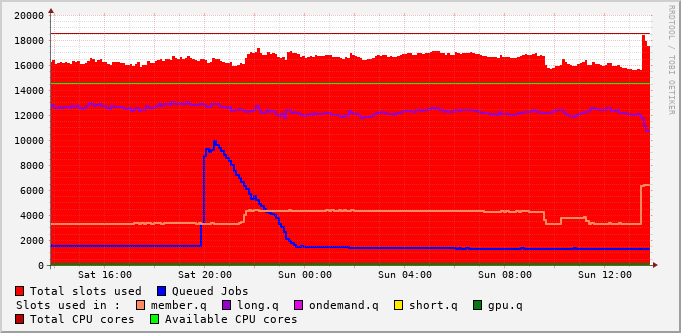 20000
18000
16000
14000
12000
10000
8000
6000
4000
2000
0
Sat 16:00 Sat 20:00 Sun 00:00 Sun 04:00 Sun 08:00 Sun 12:00
RRDTOOL / TOBI OETIKER
Total slots used Queued Jobs
Slots used in : member.q long.q ondemand.q short.q gpu.q
Total CPU cores Available CPU cores